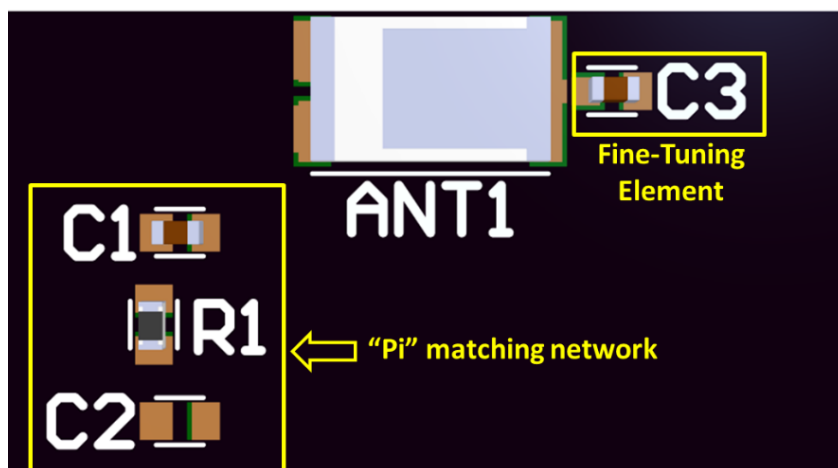 C3
Fine-Tuning
Element
ANT1
C1
R1
“Pi” matching network
C2